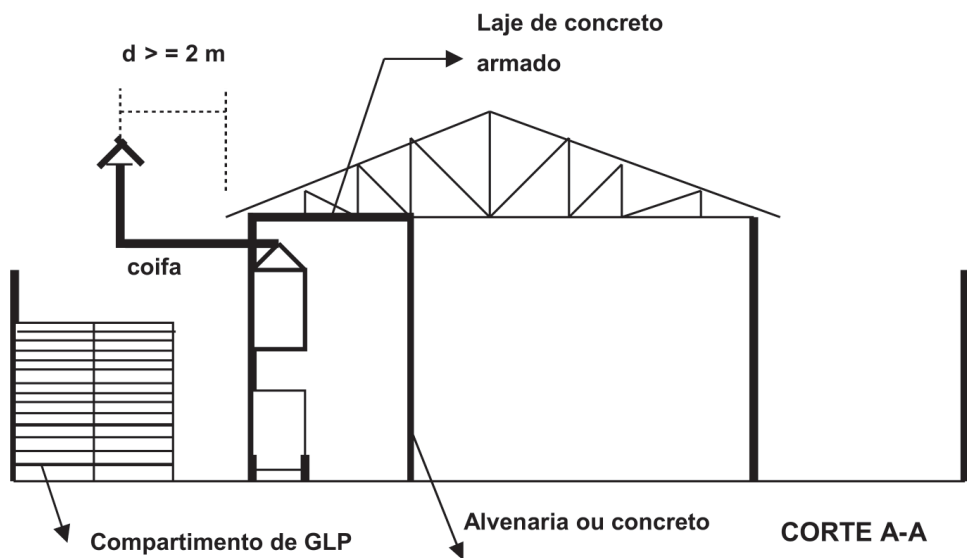 Laje de concreto
armado
d > = 2 m
coifa
Compartimento de GLP
Alvenaria ou concreto
CORTE A-A